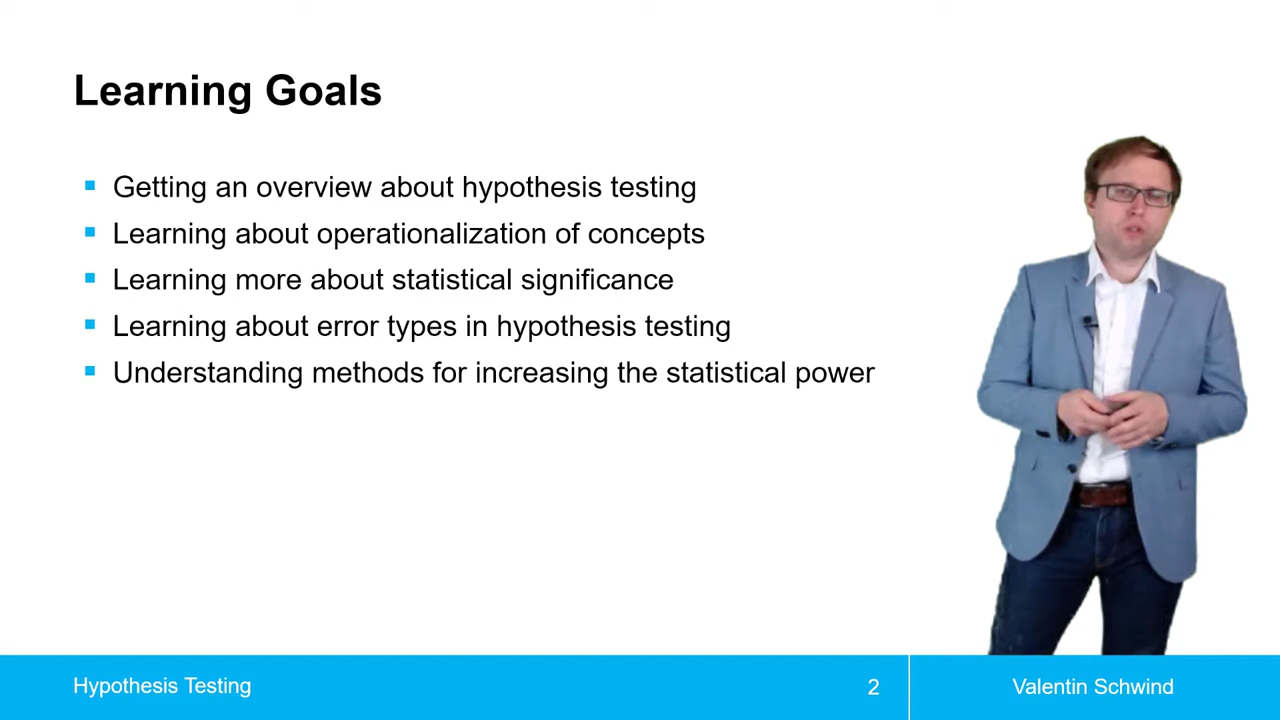 Learning Goals
Getting an overview about hypothesis testing
Learning about operationalization of concepts
Learning more about statistical significance
Learning about error types in hypothesis testing
Understanding methods for increasing the statistical power
Hypothesis Testing
2
Valentin Schwind